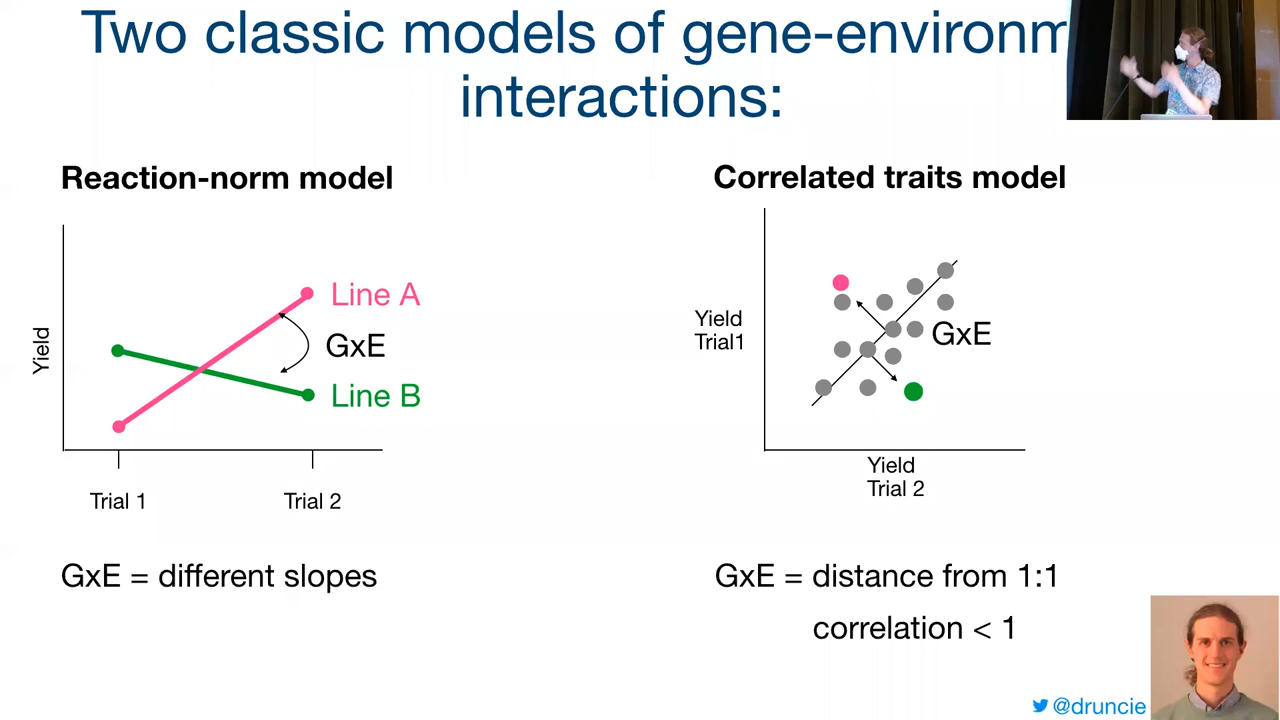 Two classic models of gene-environm
interactions:
Reaction-norm model
Yield
Line A
GxE
Line B
Trial 1
Trial 2
GxE = different slopes
Correlated traits model
Yield
Trial1
GxE
Yield
Trial 2
GxE = distance from 1:1
correlation < 1
@druncie